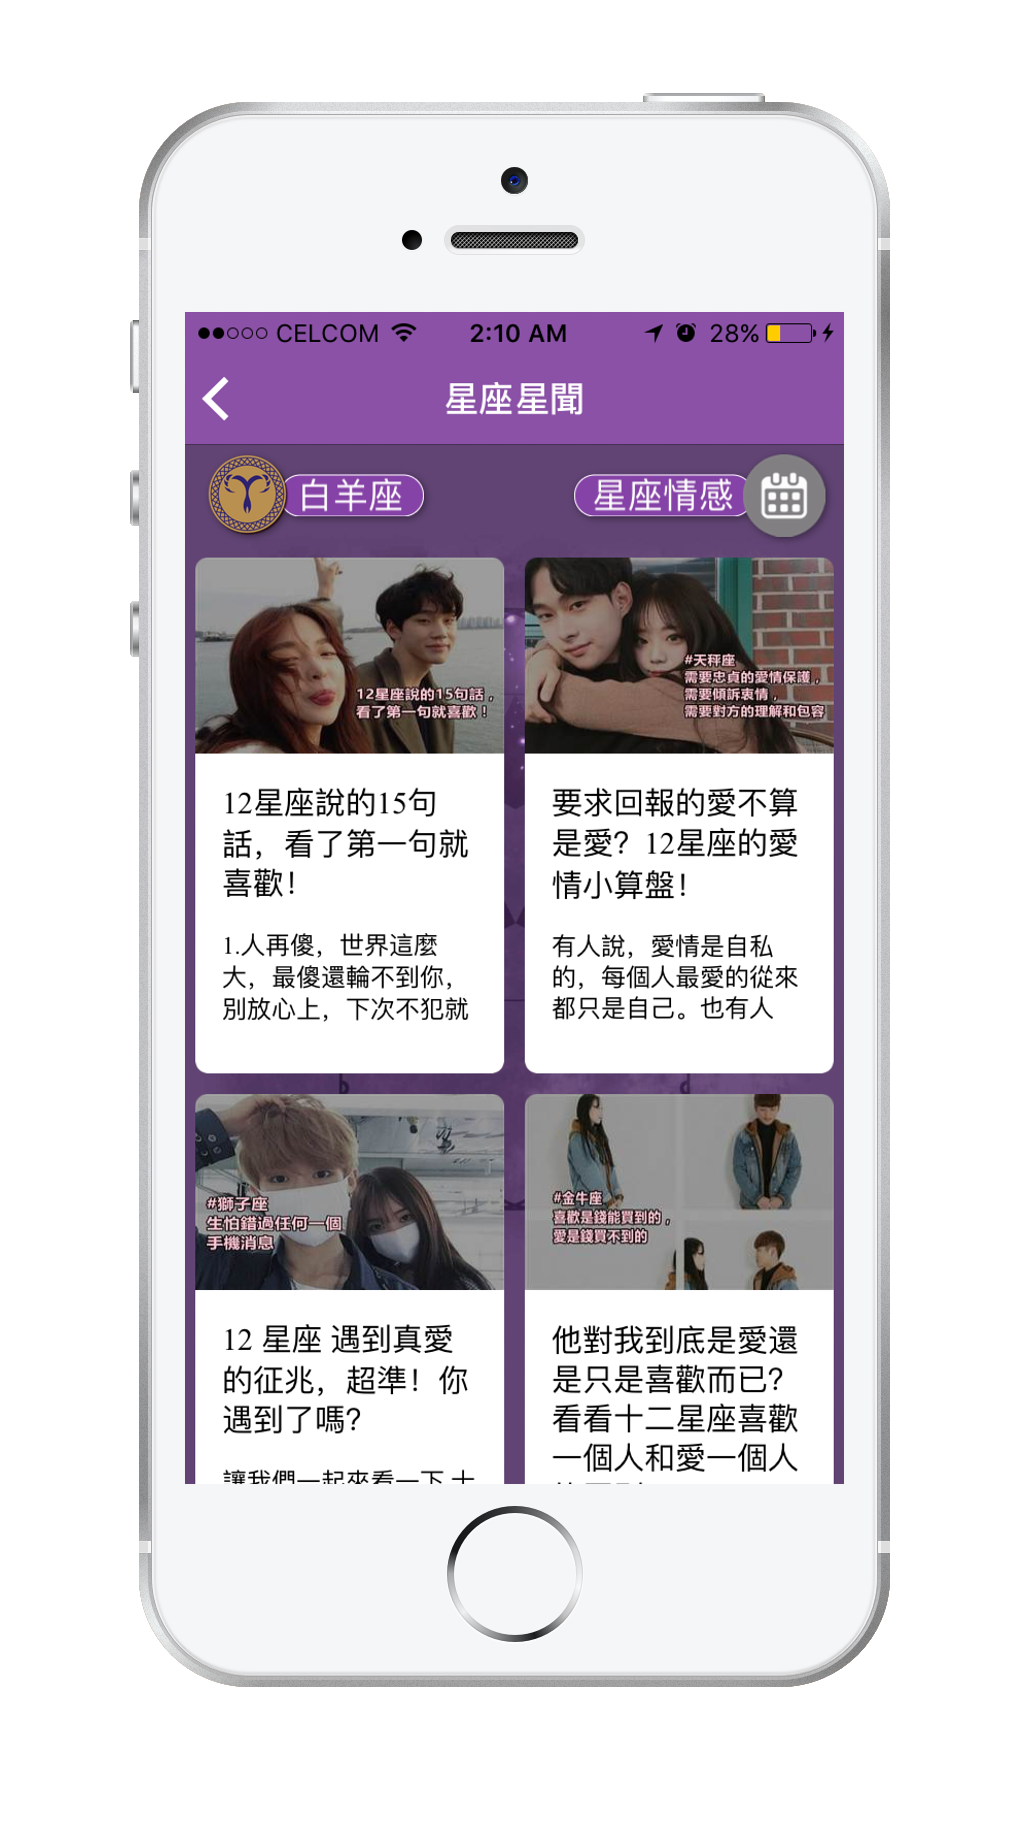 CELCOM 2:10 AM 28%
星座星聞
白羊座
星座情感
12星座說的15句話，
看了第一句就喜歡！
12星座說的15句
話，看了第一句就
喜歡！
1.人再傻，世界這麼
大，最傻還輪不到你，
別放心上，下次不犯就
#天秤座
需要忠貞的愛情保護，
需要傾訴衷情，
需要對方的理解和包容
要求回報的愛不算
是愛？12星座的愛
情小算盤！
有人說，愛情是自私
的，每個人最愛的從來
都只是自己。也有人
#獅子座
生怕錯過任何一個
手機消息
12 星座 遇到真愛
的征兆，超準！你
遇到了嗎？
讓我們一起來看一下 十
#金牛座
喜歡是錢能買到的，
愛是錢買不到的
他對我到底是愛還
是只是喜歡而已？
看看十二星座喜歡
一個人和愛一個人